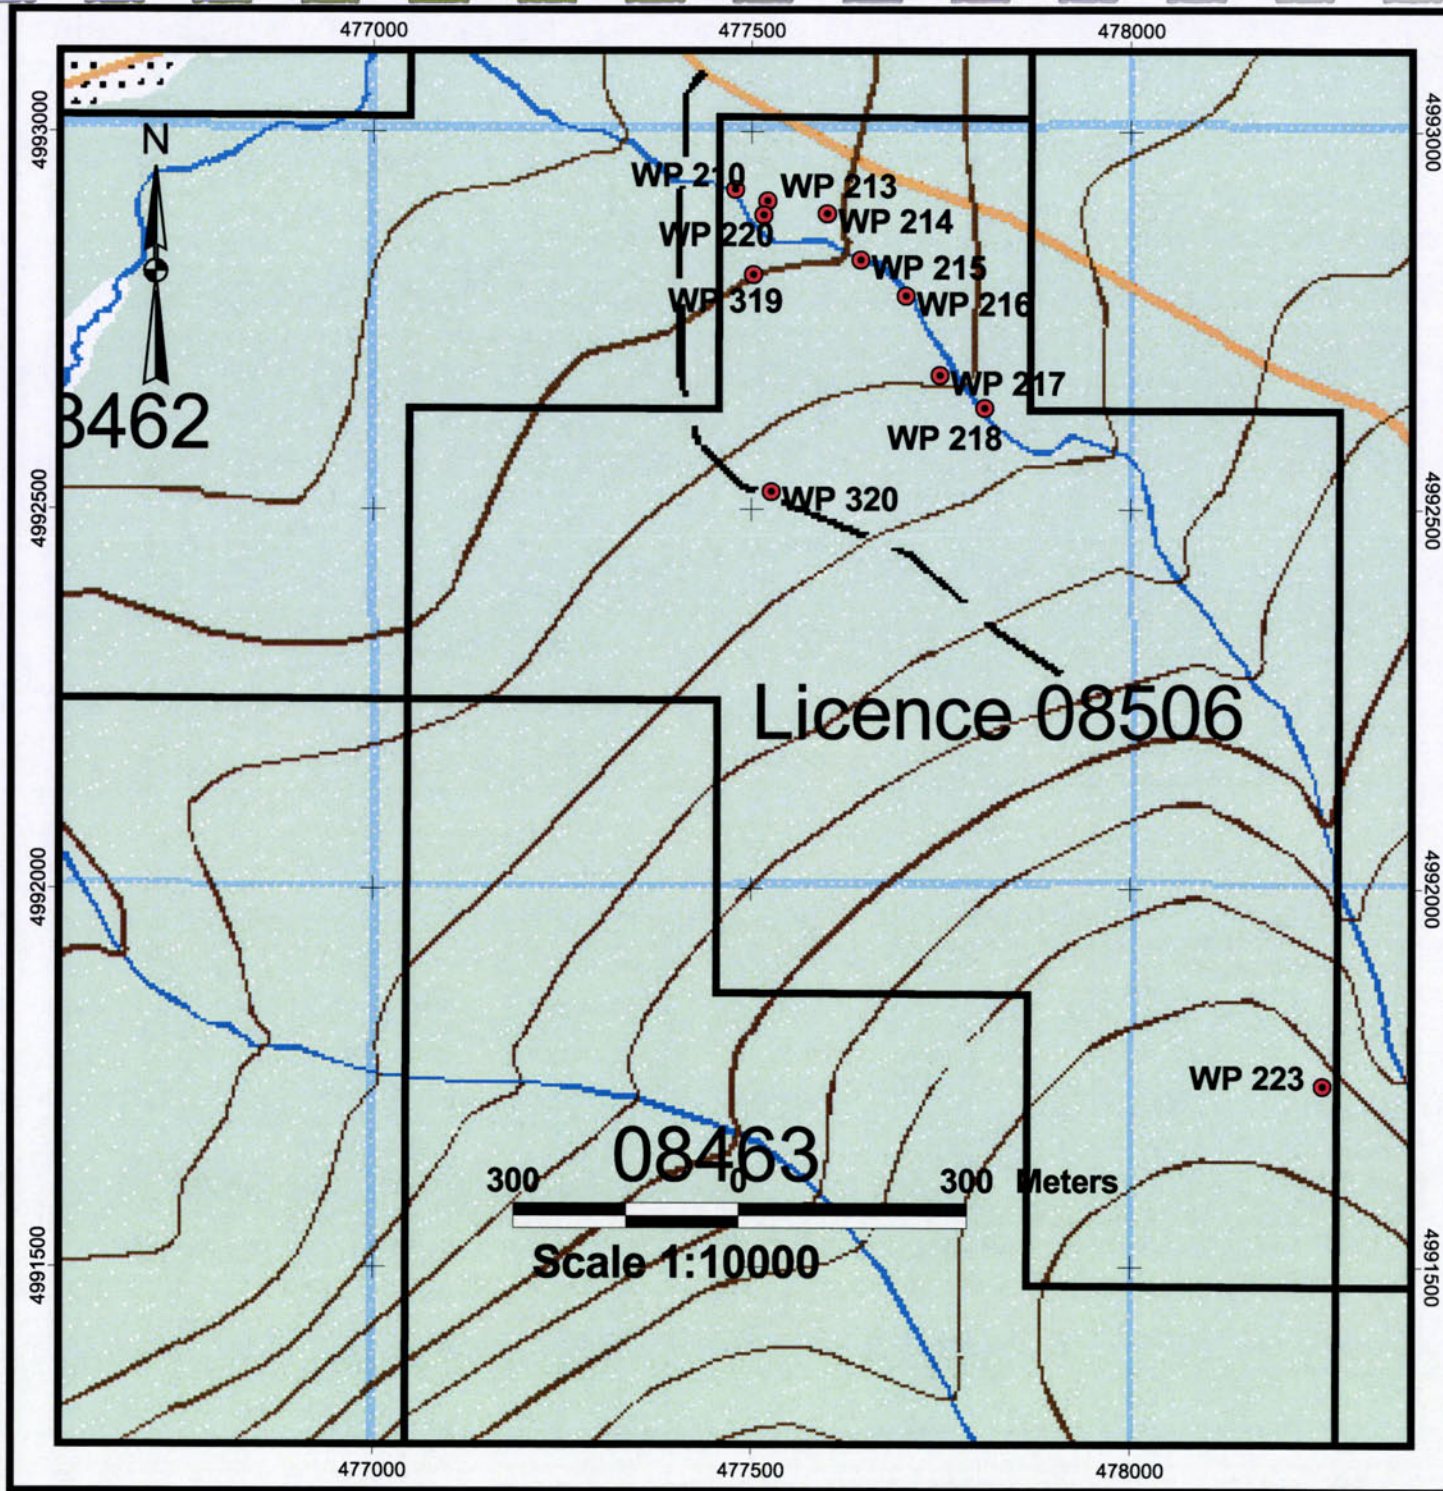 477000 477500 478000
4993000 4993000
N
WP 210
WP 213
WP 214
WP 220
WP 215
WP 319
WP 216
WP 217
3462
WP 218
WP 320
4992500 4992500
Licence 08506
4992000 4992000
WP 223
08463
300 0 300 Meters
Scale 1:10000
4991500 4991500
477000 477500 478000